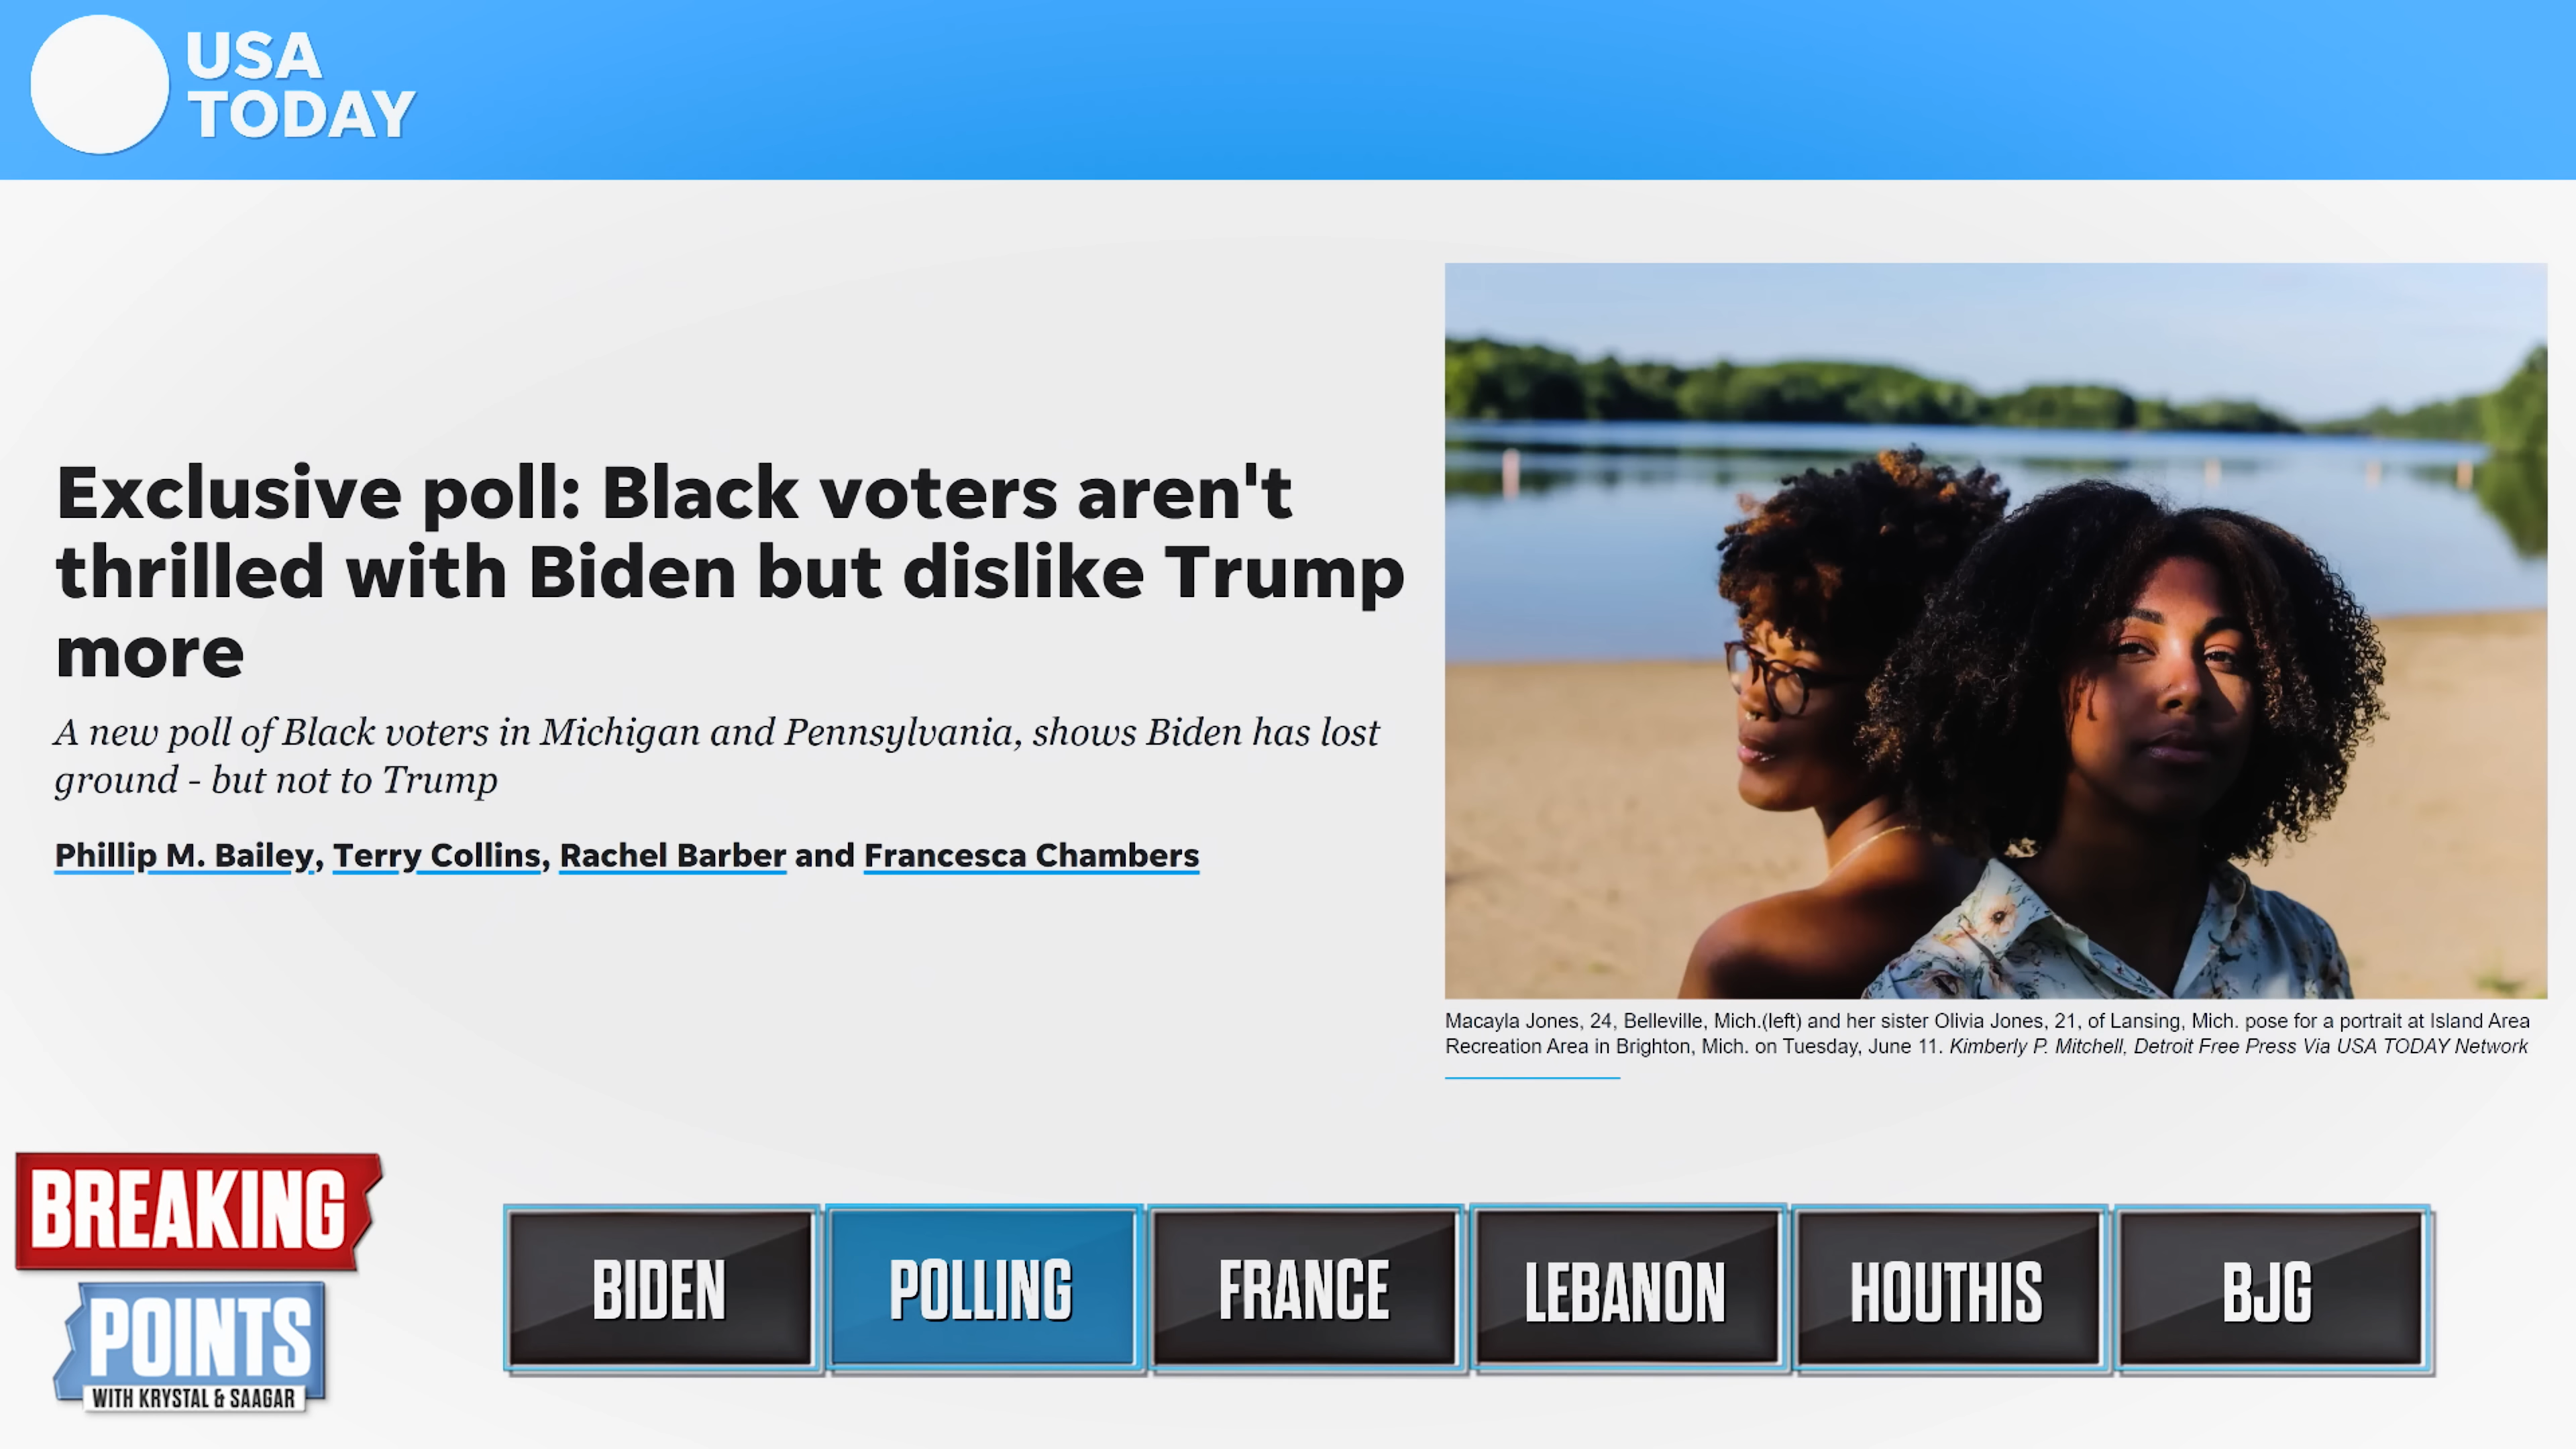 USA
TODAY
Exclusive poll: Black voters aren't
thrilled with Biden but dislike Trump
more
A new poll of Black voters in Michigan and Pennsylvania, shows Biden has lost
ground - but not to Trump
Phillip M. Bailey, Terry Collins, Rachel Barber and Francesca Chambers
Macayla Jones, 24, Belleville, Mich.(left) and her sister Olivia Jones, 21, of Lansing, Mich. pose for a portrait at Island Area
Recreation Area in Brighton, Mich. on Tuesday, June 11. Kimberly P. Mitchell, Detroit Free Press Via USA TODAY Network
BREAKING
POINTS
WITH KRYSTAL & SAAGAR
BIDEN
POLLING
FRANCE
LEBANON
HOUTHIS
BJG